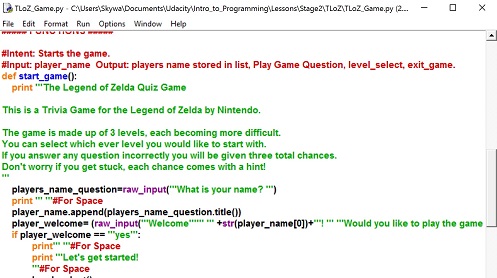 TLoZ_Game.py - C:\Users\Skywa\Documents\Udacity\Intro_to_Programming\Lessons\Stage2\TLoZ\TLoZ_Game.py (2....
File Edit Format Run Options Window Help
##### FUNCTIONS #####
#Intent: Starts the game.
#Input: player_name Output: players name stored in list, Play Game Question, level_select, exit_game.
def start_game():
print '''The Legend of Zelda Quiz Game
This is a Trivia Game for the Legend of Zelda by Nintendo.
The game is made up of 3 levels, each becoming more difficult.
You can select which ever level you would like to start with.
If you answer any question incorrectly you will be given three total chances.
Don't worry if you get stuck, each chance comes with a hint!
'''
players_name_question=raw_input('''What is your name? ''')
print ''' '''#For Space
player_name.append(players_name_question.title())
player_welcome= (raw_input('''Welcome''''''' ''' +str(player_name[0])+'''! ''' '''Would you like to play the game
if player_welcome == '''yes''':
print''' '''#For Space
print '''Let's get started!
'''#For Space